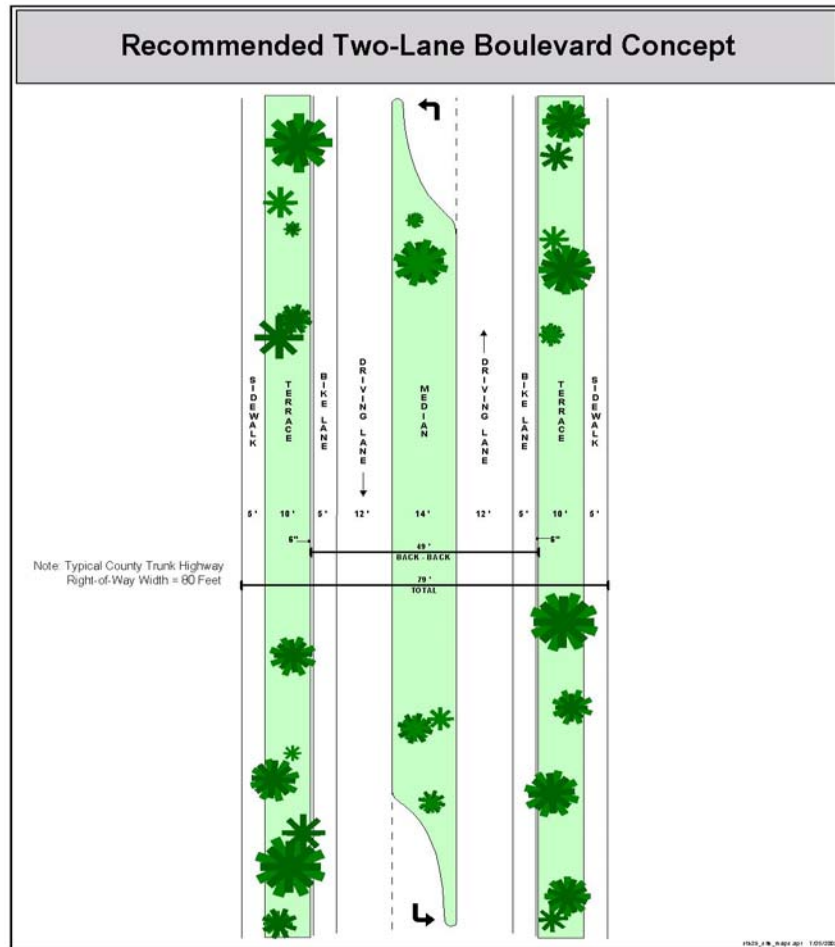 Recommended Two-Lane Boulevard Concept
SIDEWALK
TERRACE
BIKE LANE
DRIVING LANE
MEDIAN
DRIVING LANE
BIKE LANE
TERRACE
SIDEWALK
5' 10' 5' 12' 14' 12' 5' 10' 5'
6" 6"
49'
BACK - BACK
Note: Typical County Trunk Highway
Right-of-Way Width = 80 Feet
79'
TOTAL